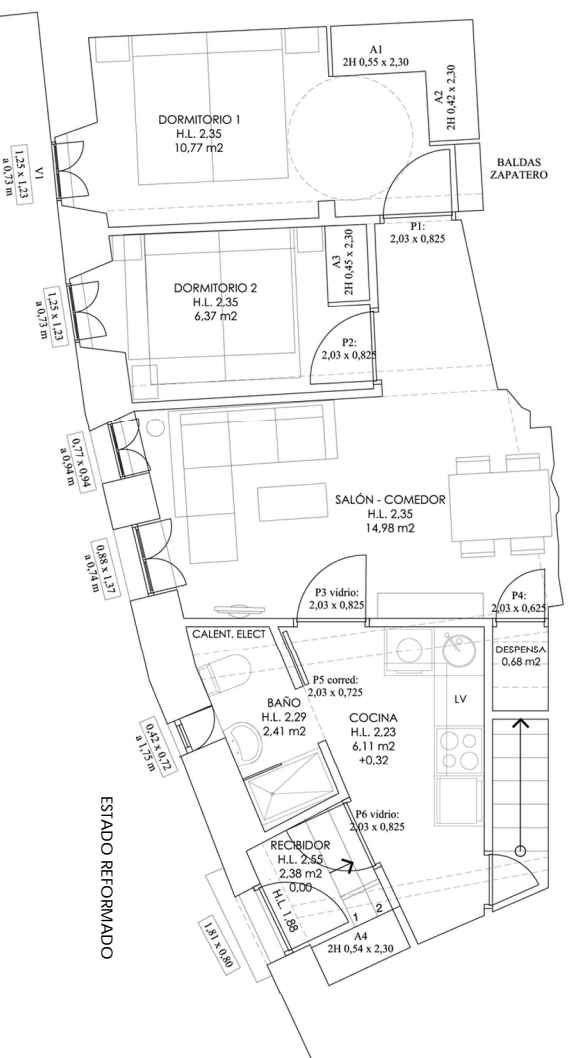 A1
2H 0,55 x 2,30
A2
2H 0,42 x 2,30
DORMITORIO 1
H.L. 2,35
10,77 m2
V1
1,25 x 1,23
a 0,73 m
BALDAS
ZAPATERO
P1:
2,03 x 0,825
A3
2H 0,45 x 2,30
DORMITORIO 2
H.L. 2,35
6,37 m2
1,25 x 1,23
a 0,73 m
P2:
2,03 x 0,825
0,77 x 0,94
a 0,94 m
SALÓN - COMEDOR
H.L. 2,35
14,98 m2
0,88 x 1,37
a 0,74 m
P3 vidrio:
2,03 x 0,825
P4:
2,03 x 0,625
CALENT. ELECT
DESPENSA
0,68 m2
P5 corred:
2,03 x 0,725
LV
BAÑO
H.L. 2,29
2,41 m2
COCINA
H.L. 2,23
6,11 m2
+0,32
0,42 x 0,72
a 1,75 m
P6 vidrio:
2,03 x 0,825
RECIBIDOR
H.L. 2,55
2,38 m2
0,00
H.L. 1,88
1
2
A4
2H 0,54 x 2,30
1,81 x 0,80
ESTADO REFORMADO